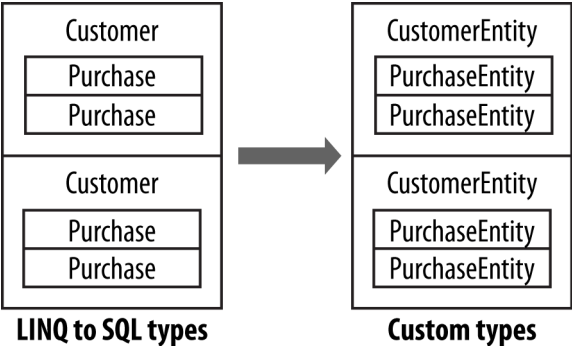 Customer
Purchase
Purchase
Customer
Purchase
Purchase
LINQ to SQL types
CustomerEntity
PurchaseEntity
PurchaseEntity
CustomerEntity
PurchaseEntity
PurchaseEntity
Custom types